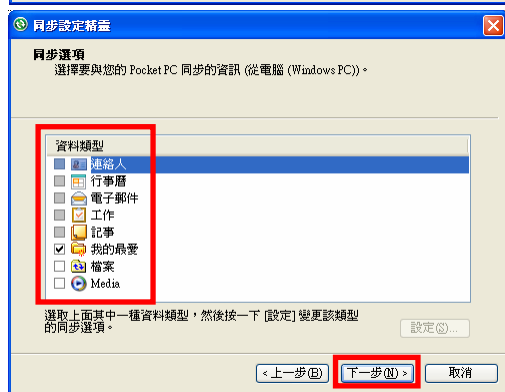 同步設定精靈
同步選項
選擇要與您的 Pocket PC 同步的資訊 (從電腦 (Windows PC))。
資料類型
連絡人
行事曆
電子郵件
工作
記事
我的最愛
檔案
Media
選取上面其中一種資料類型，然後按一下 [設定] 變更該類型
的同步選項。
設定(S)...
<上一步(B) 下一步(N)> 取消